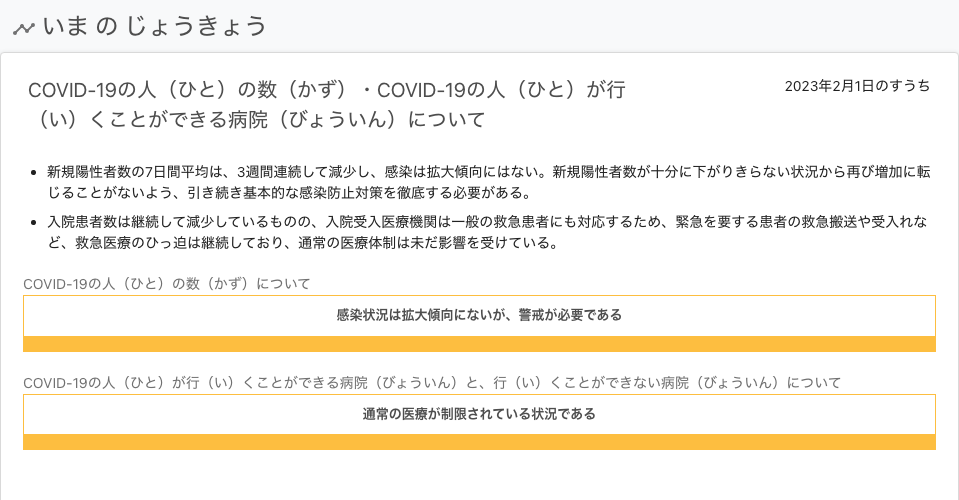 いま の じょうきょう
COVID-19の人（ひと）の数（かず）・COVID-19の人（ひと）が行
（い）くことができる病院（びょういん）について
2023年2月1日のすうち
• 新規陽性者数の7日間平均は、3週間連続して減少し、感染は拡大傾向にはない。新規陽性者数が十分に下がりきらない状況から再び増加に転
じることがないよう、引き続き基本的な感染防止対策を徹底する必要がある。
• 入院患者数は継続して減少しているものの、入院受入医療機関は一般の救急患者にも対応するため、緊急を要する患者の救急搬送や受入れな
ど、救急医療のひっ迫は継続しており、通常の医療体制は未だ影響を受けている。
COVID-19の人（ひと）の数（かず）について
感染状況は拡大傾向にないが、警戒が必要である
COVID-19の人（ひと）が行（い）くことができる病院（びょういん）と、行（い）くことができない病院（びょういん）について
通常の医療が制限されている状況である